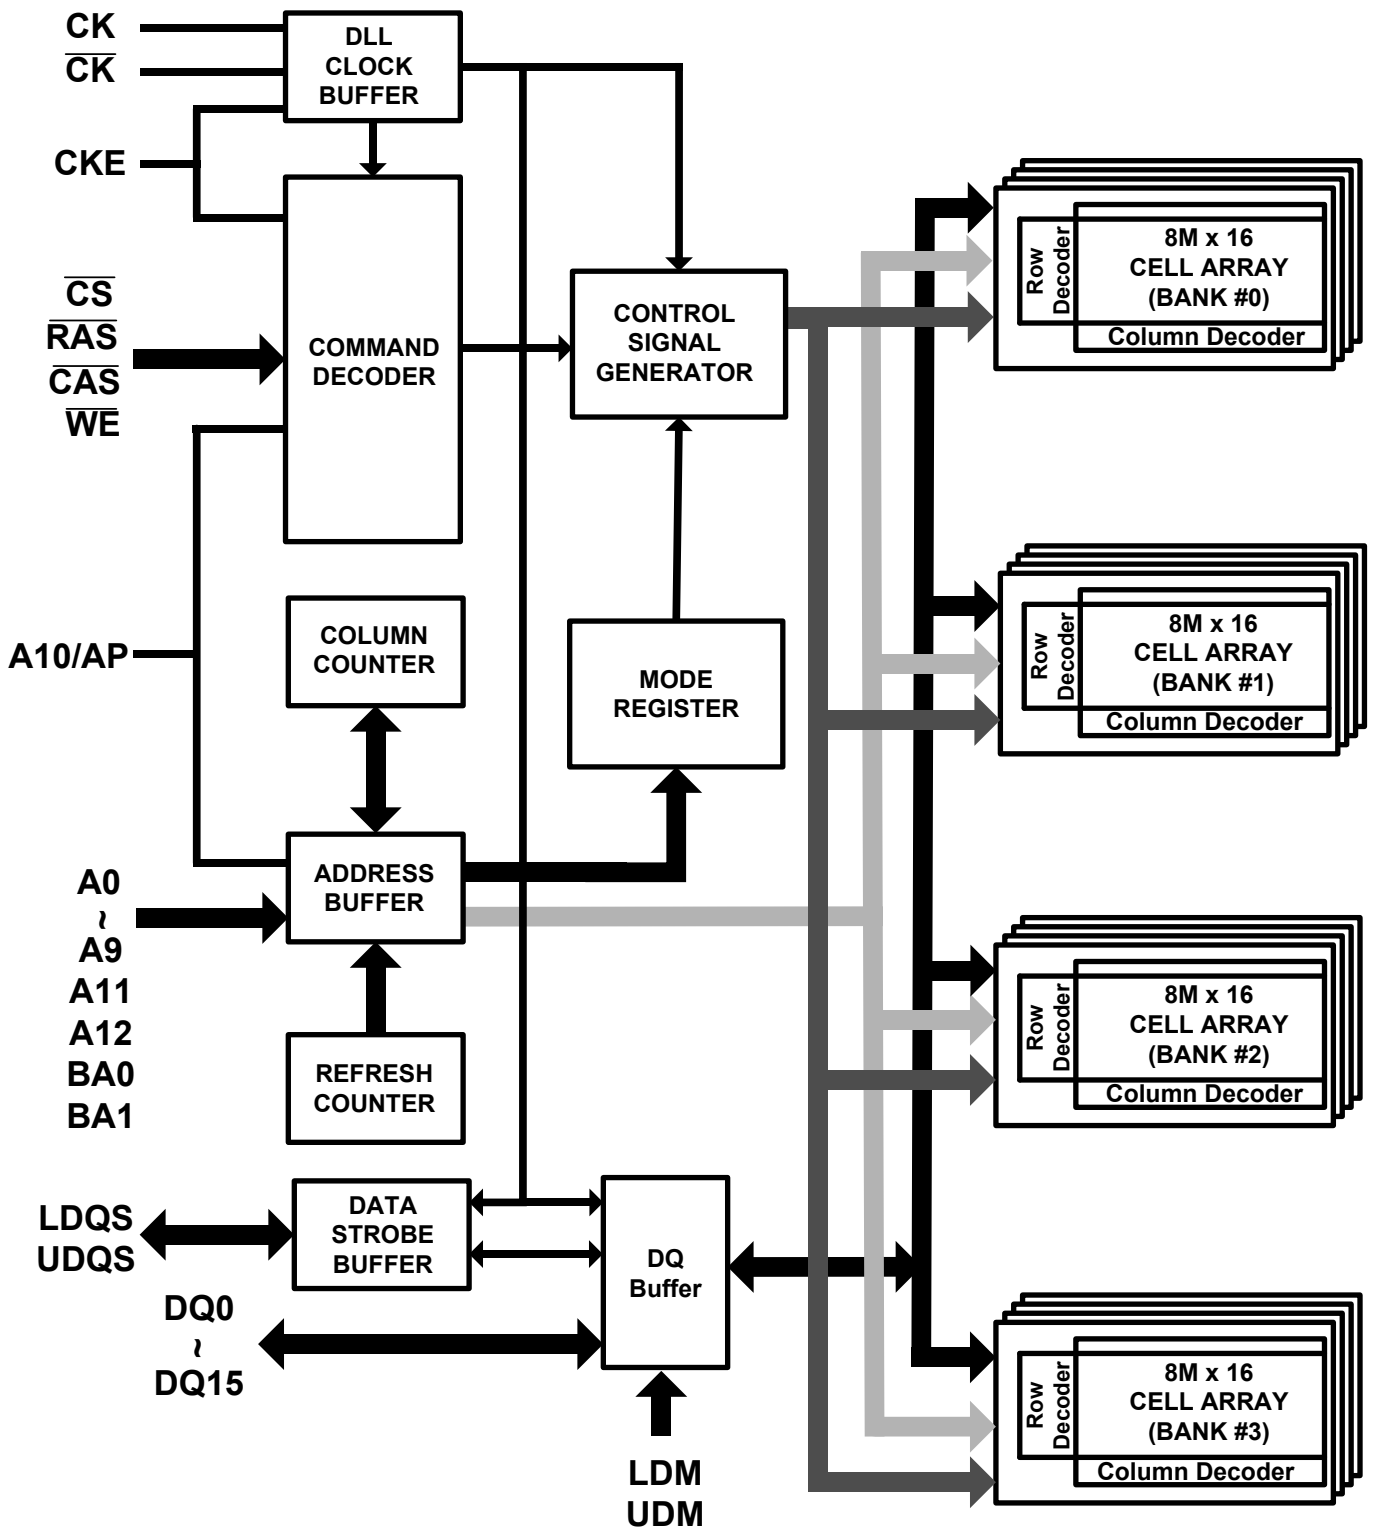 CK
CK
CKE
CS
RAS
CAS
WE
A10/AP
A0
~
A9
A11
A12
BA0
BA1
LDQS
UDQS
DQ0
~
DQ15
DLL
CLOCK
BUFFER
COMMAND
DECODER
COLUMN
COUNTER
ADDRESS
BUFFER
REFRESH
COUNTER
DATA
STROBE
BUFFER
CONTROL
SIGNAL
GENERATOR
MODE
REGISTER
DQ
Buffer
LDM
UDM
Row
Decoder
8M x 16
CELL ARRAY
(BANK #0)
Column Decoder
Row
Decoder
8M x 16
CELL ARRAY
(BANK #1)
Column Decoder
Row
Decoder
8M x 16
CELL ARRAY
(BANK #2)
Column Decoder
Row
Decoder
8M x 16
CELL ARRAY
(BANK #3)
Column Decoder